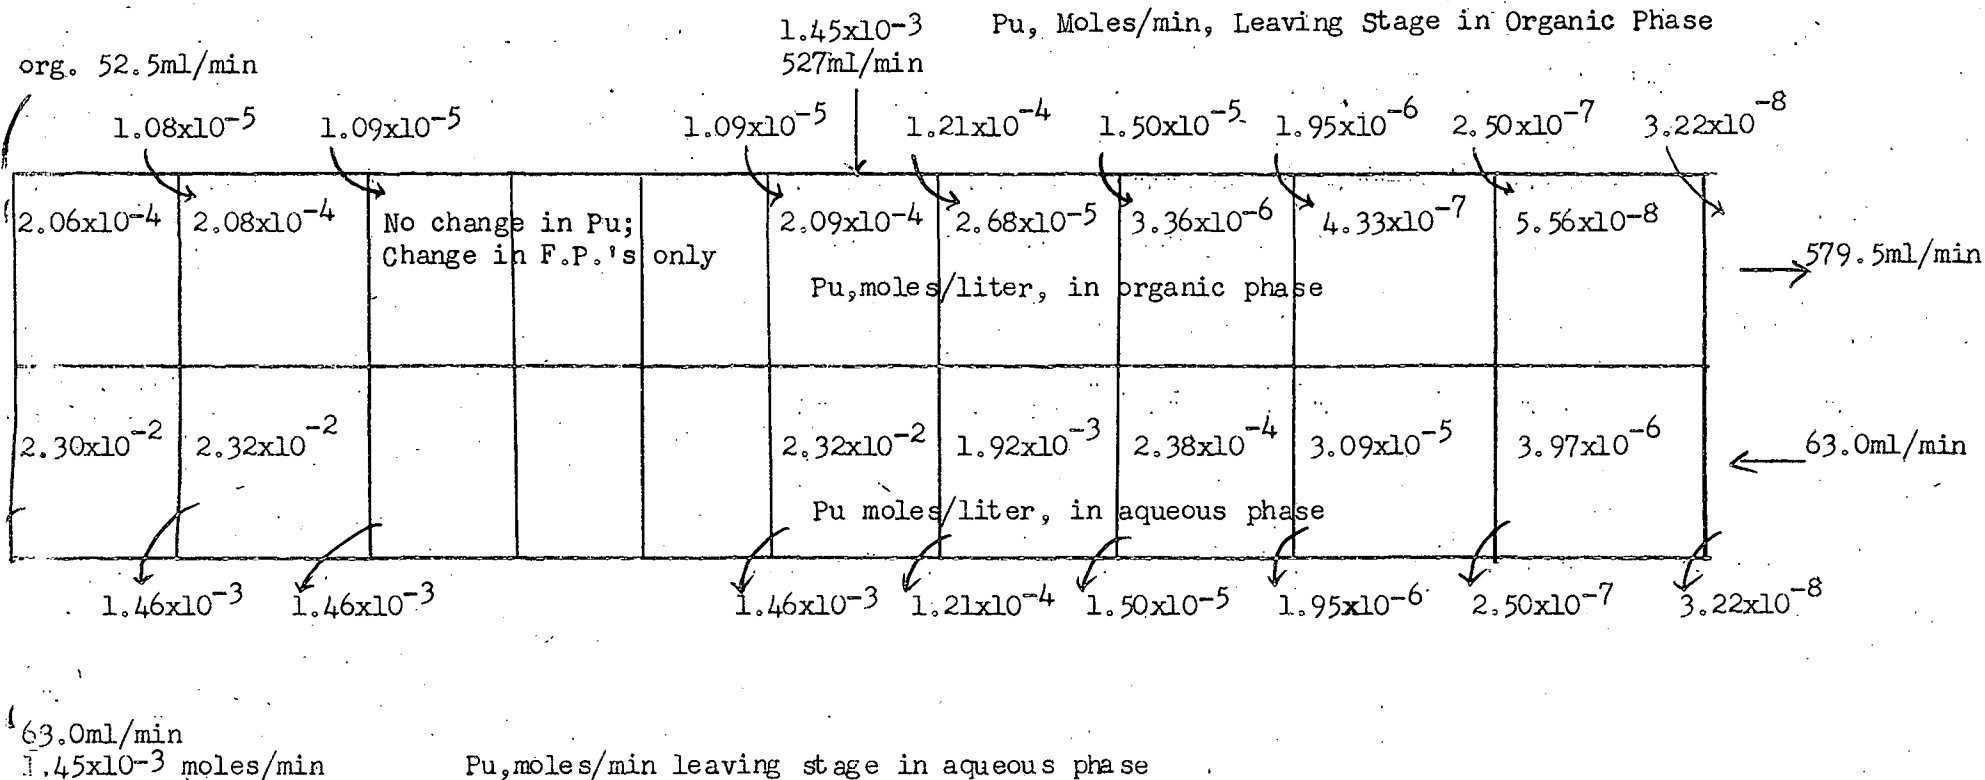 1.45x10-3 Pu, Moles/min, Leaving Stage in Organic Phase
org. 52.5ml/min 527ml/min
1.08x10-5 1.09x10-5 1.09x10-5 1.21x10-4 1.50x10-5 1.95x10-6 2.50x10-7 3.22x10-8
2.06x10-4 2.08x10-4 No change in Pu; 2.09x10-4 2.68x10-5 3.36x10-6 4.33x10-7 5.56x10-8
Change in F.P.'s only 579.5ml/min
Pu,moles/liter, in organic phase
2.30x10-2 2.32x10-2 2.32x10-2 1.92x10-3 2.38x10-4 3.09x10-5 3.97x10-6 63.0ml/min
Pu moles/liter, in aqueous phase
1.46x10-3 1.46x10-3 1.46x10-3 1.21x10-4 1.50x10-5 1.95x10-6 2.50x10-7 3.22x10-8
63.0ml/min
1.45x10-3 moles/min Pu,moles/min leaving stage in aqueous phase